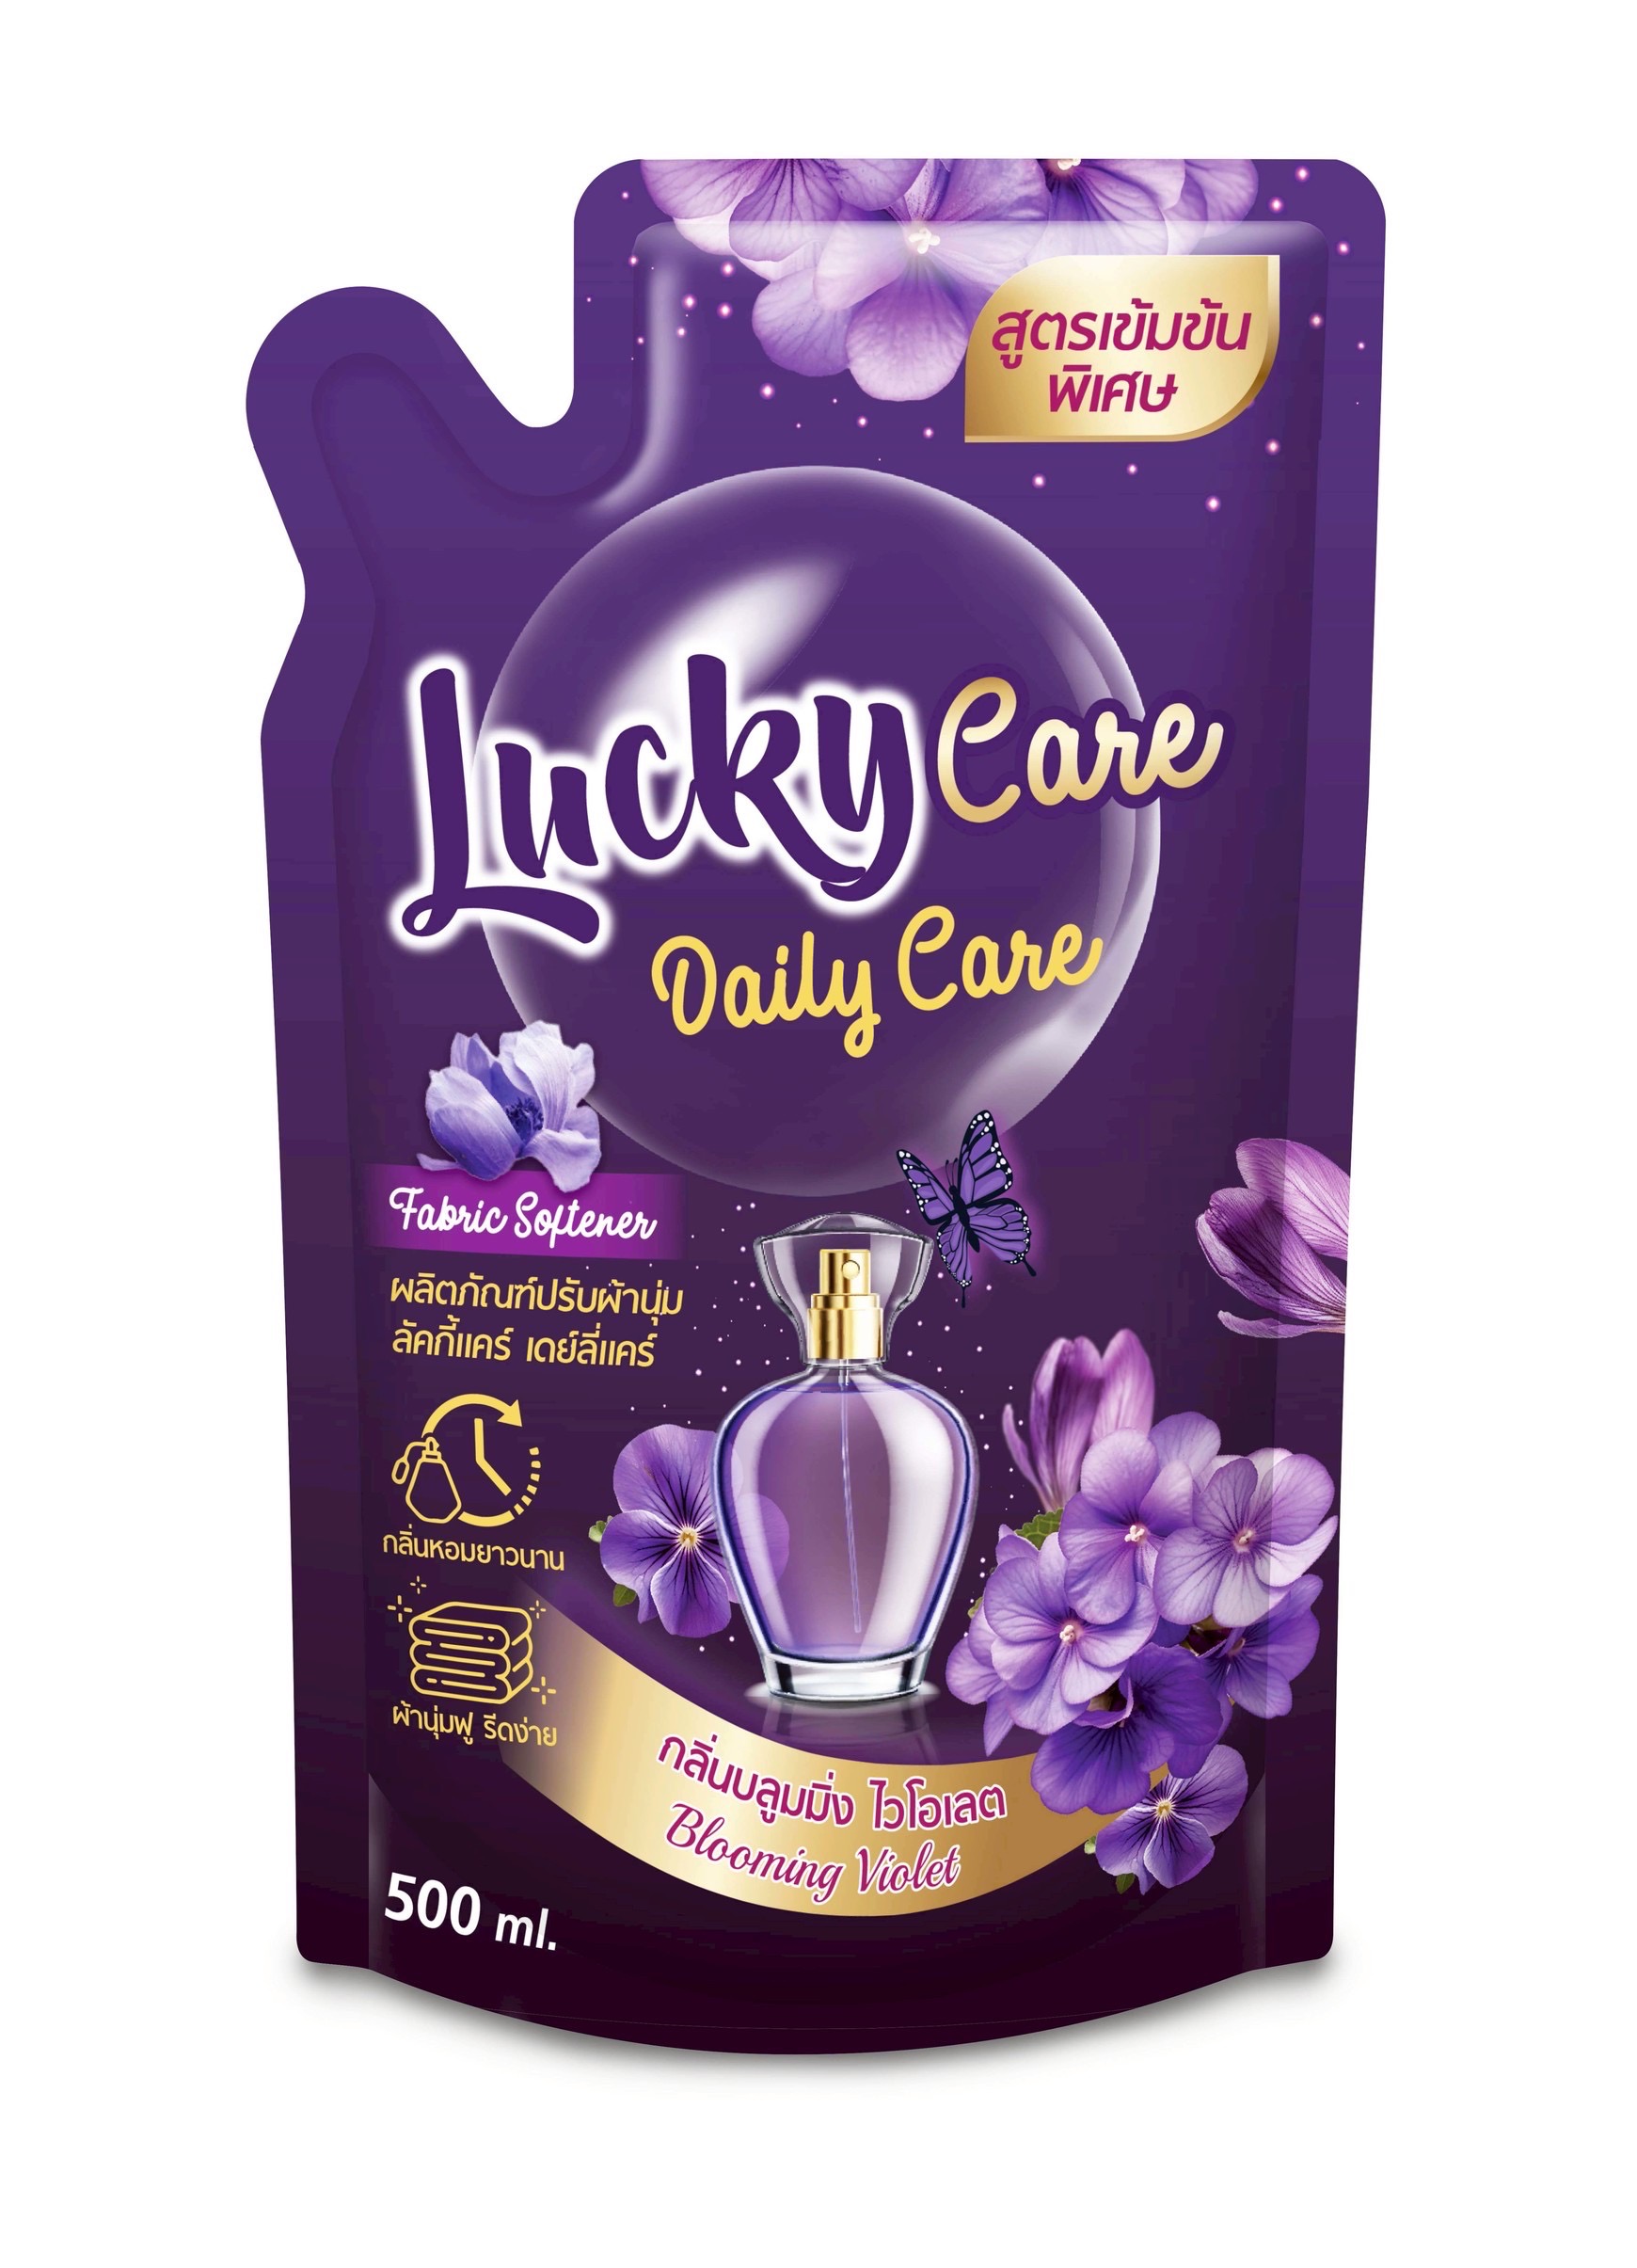 สูตรเข้มข้น
พิเศษ
Lucky Care
Daily Care
Fabric Softener
ผลิตภัณฑ์ปรับผ้านุ่ม
ลัคกี้แคร์ เดย์ลี่แคร์
กลิ่นหอมยาวนาน
ผ้านุ่มฟู รีดง่าย
กลิ่นบลูมมิ่ง ไวโอเลต
Blooming Violet
500 ml.